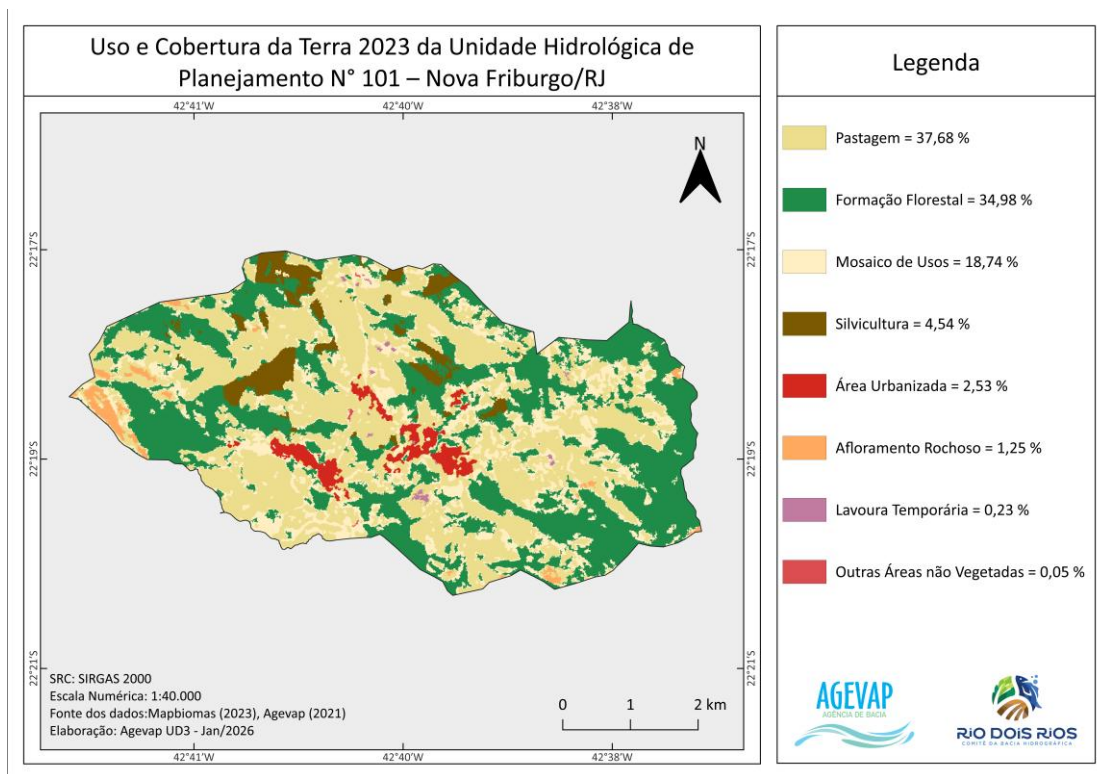 Uso e Cobertura da Terra 2023 da Unidade Hidrológica de
Planejamento N° 101 – Nova Friburgo/RJ
Legenda
42°41'W
42°40'W
42°38'W
N
22°17'S
22°17'S
22°19'S
22°19'S
22°21'S
22°21'S
SRC: SIRGAS 2000
Escala Numérica: 1:40.000
Fonte dos dados:Mapbiomas (2023), Agevap (2021)
Elaboração: Agevap UD3 - Jan/2026
0 1 2 km
42°41'W
42°40'W
42°38'W
Pastagem = 37,68 %
Formação Florestal = 34,98 %
Mosaico de Usos = 18,74 %
Silvicultura = 4,54 %
Área Urbanizada = 2,53 %
Afloramento Rochoso = 1,25 %
Lavoura Temporária = 0,23 %
Outras Áreas não Vegetadas = 0,05 %
AGEVAP
AGÊNCIA DE BACIA
RIO DOIS RIOS
COMITÊ DA BACIA HIDROGRÁFICA